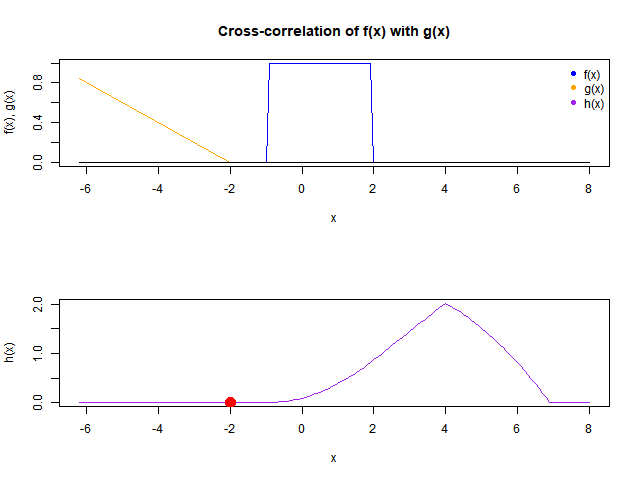 Cross-correlation of f(x) with g(x)
f(x), g(x)
0.0 0.4 0.8
f(x)
g(x)
h(x)
-6 -4 -2 0 2 4 6 8
x
h(x)
0.0 1.0 2.0
-6 -4 -2 0 2 4 6 8
x